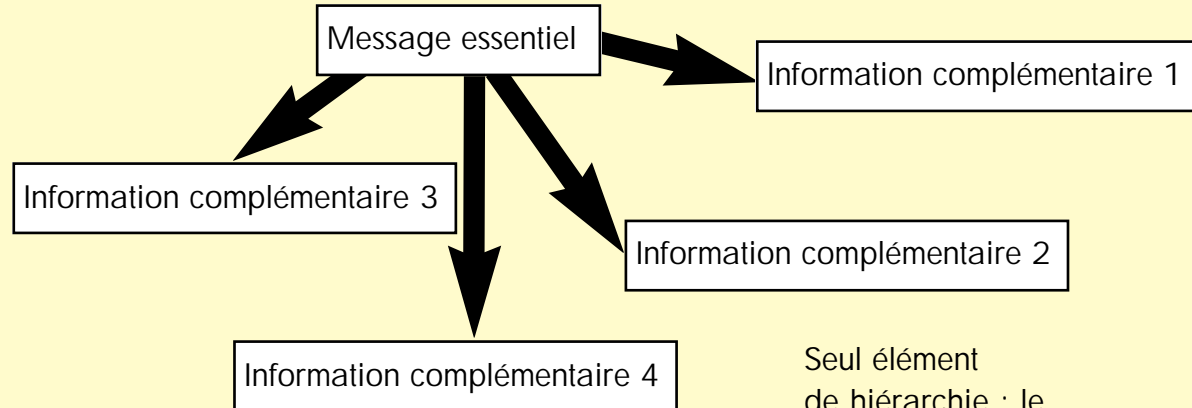 Message essentiel
Information complémentaire 1
Information complémentaire 3
Information complémentaire 2
Information complémentaire 4
Seul élément
de hiérarchie : le